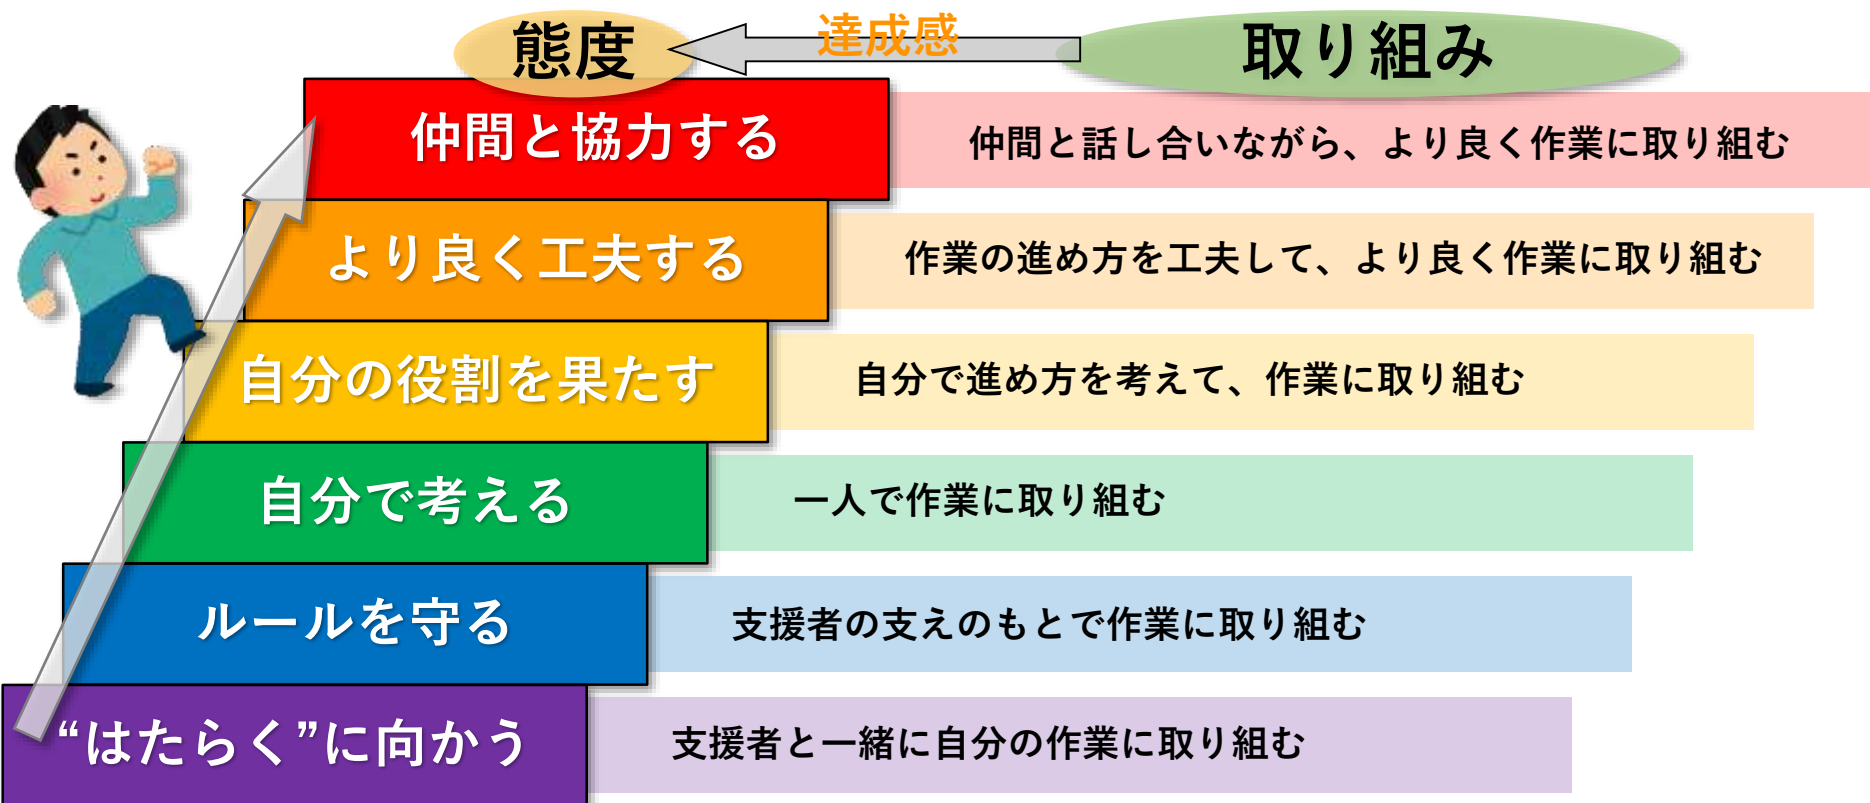 態度
達成感
取り組み
仲間と協力する
仲間と話し合いながら、より良く作業に取り組む
より良く工夫する
作業の進め方を工夫して、より良く作業に取り組む
自分の役割を果たす
自分で進め方を考えて、作業に取り組む
自分で考える
一人で作業に取り組む
ルールを守る
支援者の支えのもとで作業に取り組む
“はたらく”に向かう
支援者と一緒に自分の作業に取り組む